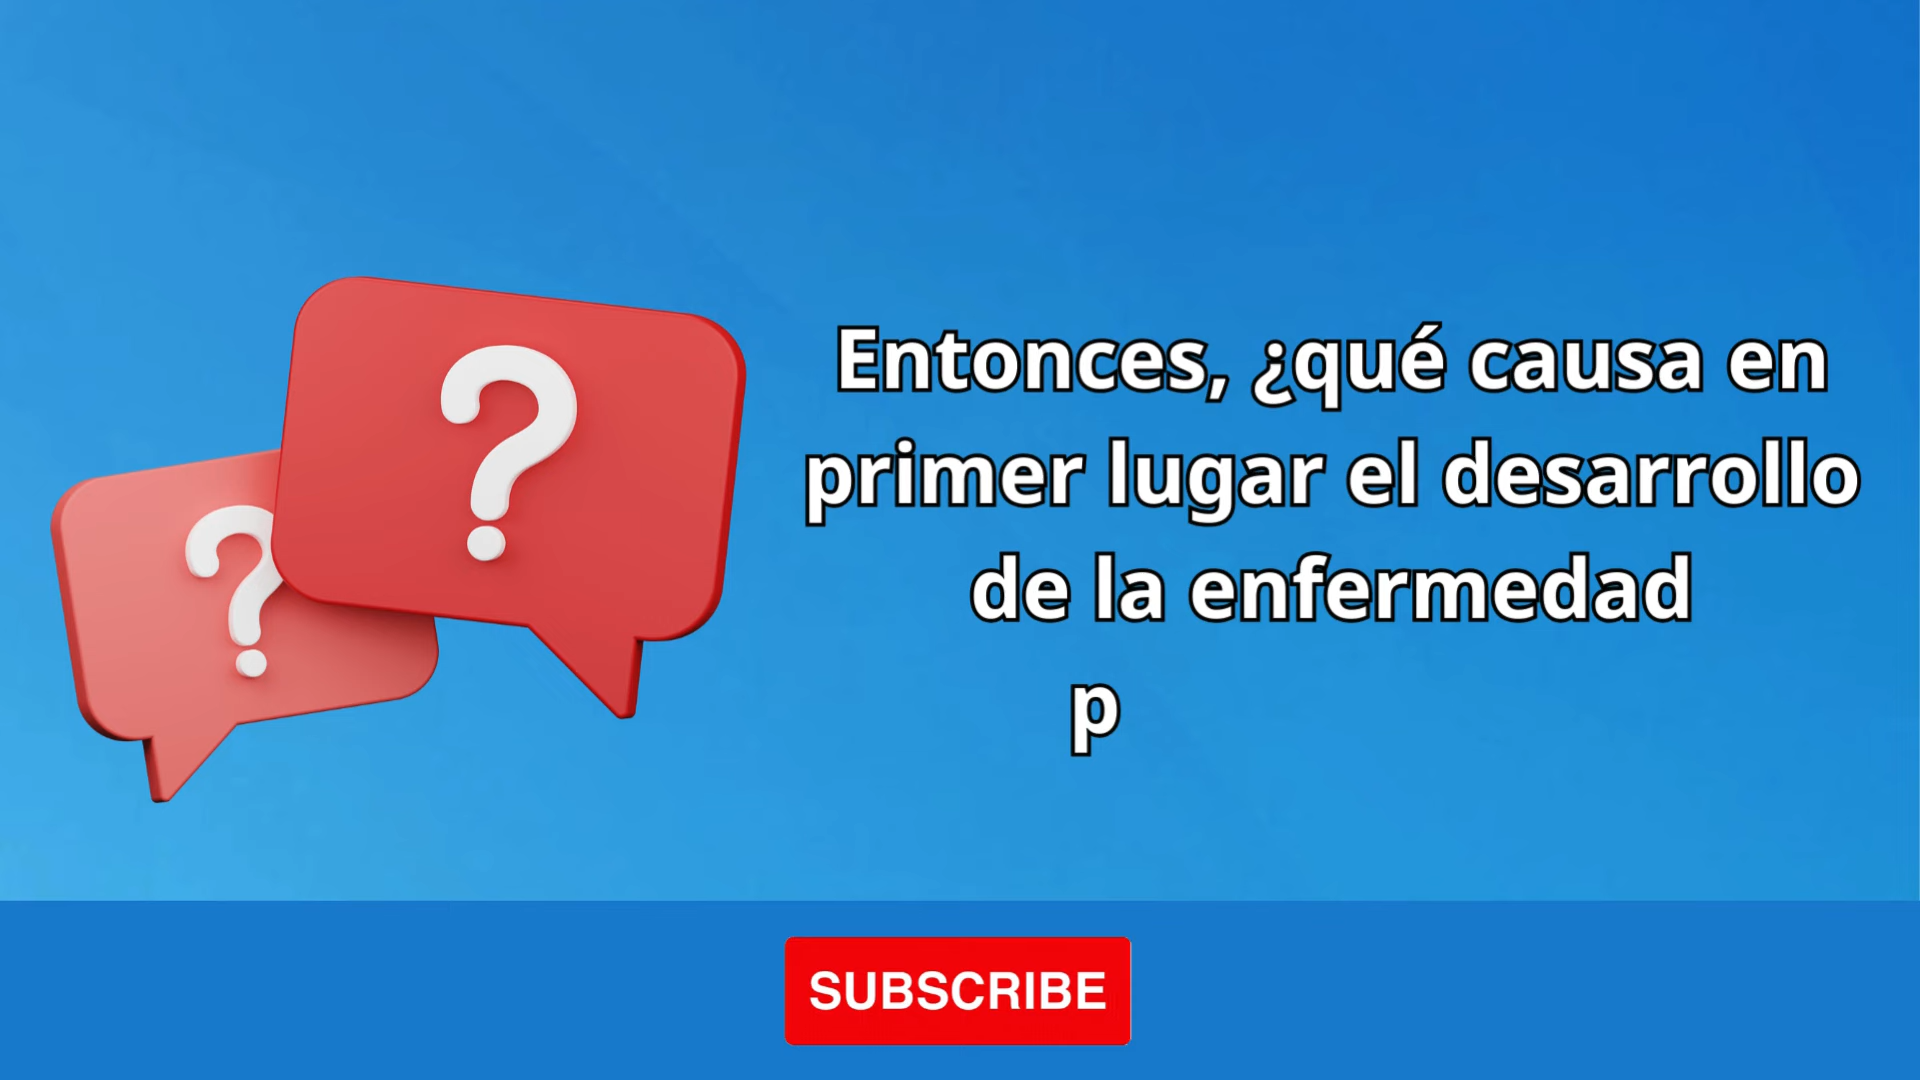 Entonces, ¿qué causa en
primer lugar el desarrollo
de la enfermedad
p
SUBSCRIBE